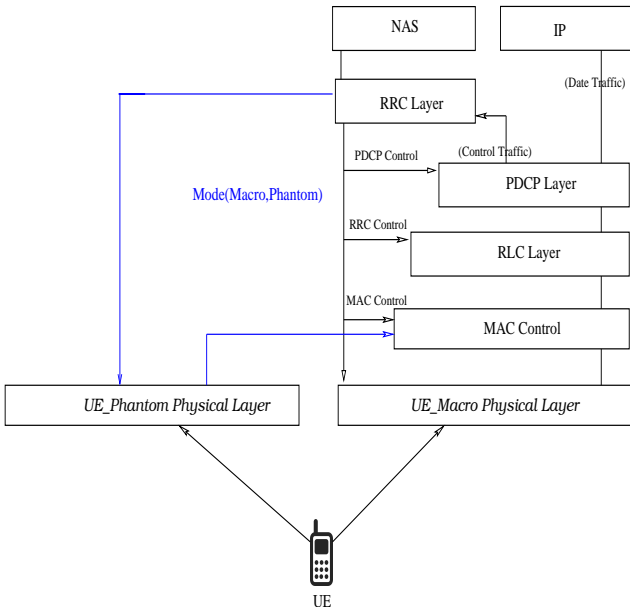 NAS
IP
(Date Traffic)
RRC Layer
PDCP Control
(Control Traffic)
PDCP Layer
Mode(Macro,Phantom)
RRC Control
RLC Layer
MAC Control
MAC Control
UE_Phantom Physical Layer
UE_Macro Physical Layer
UE